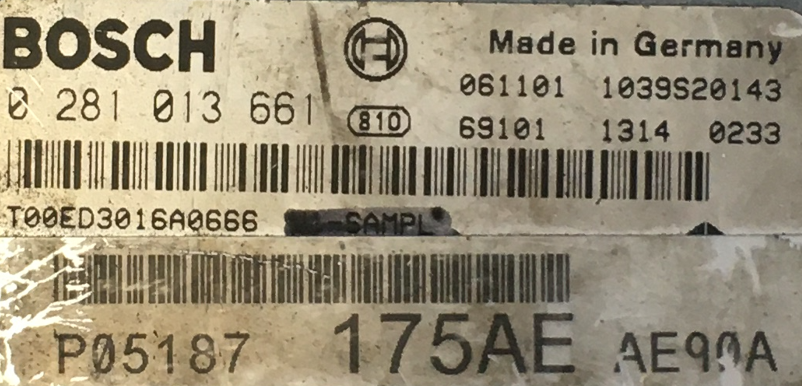 BOSCH
Made in Germany
0 281 013 661
061101 1039S20143
810
69101 1314 0233
T00ED3016A0666 -SAMPL
P05187 175AE AE90A